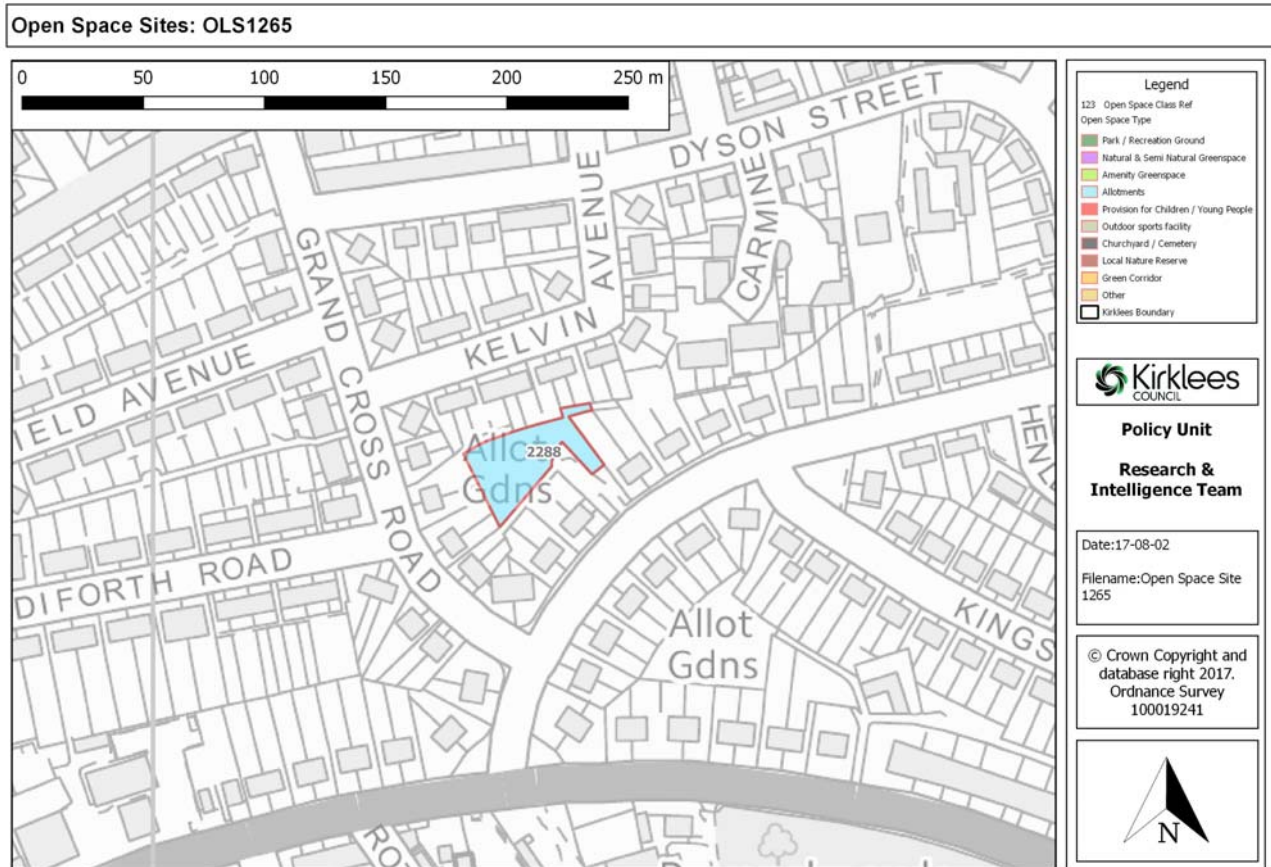 Open Space Sites: OLS1265
0 50 100 150 200 250 m
DYSON STREET
AVENUE
CARMINE
GRAND CROSS ROAD
KELVIN
IELD AVENUE
HENL
Allot
Gdns
2288
DIFORTH ROAD
Allot
Gdns
KINGS
Legend
123 Open Space Class Ref
Open Space Type
Park / Recreation Ground
Natural & Semi Natural Greenspace
Amenity Greenspace
Allotments
Provision for Children / Young People
Outdoor sports facility
Churchyard / Cemetery
Local Nature Reserve
Green Corridor
Other
Kirklees Boundary
Kirklees
COUNCIL
Policy Unit
Research &
Intelligence Team
Date:17-08-02
Filename:Open Space Site
1265
© Crown Copyright and
database right 2017.
Ordnance Survey
100019241
N